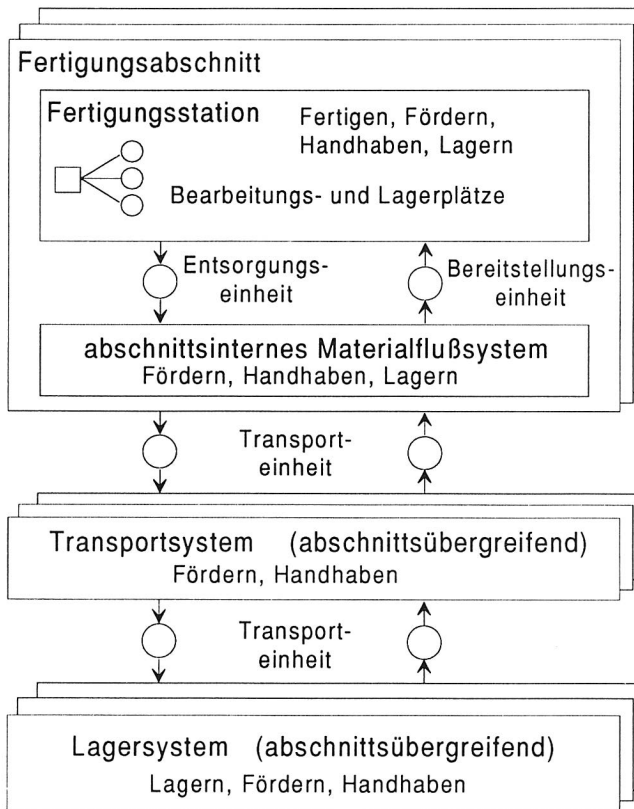 Fertigungsabschnitt
Fertigungsstation
Fertigen, Fördern,
Handhaben, Lagern
Bearbeitungs- und Lagerplätze
Entsorgungs-
einheit
Bereitstellungs-
einheit
abschnittsinternes Materialflußsystem
Fördern, Handhaben, Lagern
Transport-
einheit
Transportsystem (abschnittsübergreifend)
Fördern, Handhaben
Transport-
einheit
Lagersystem (abschnittsübergreifend)
Lagern, Fördern, Handhaben